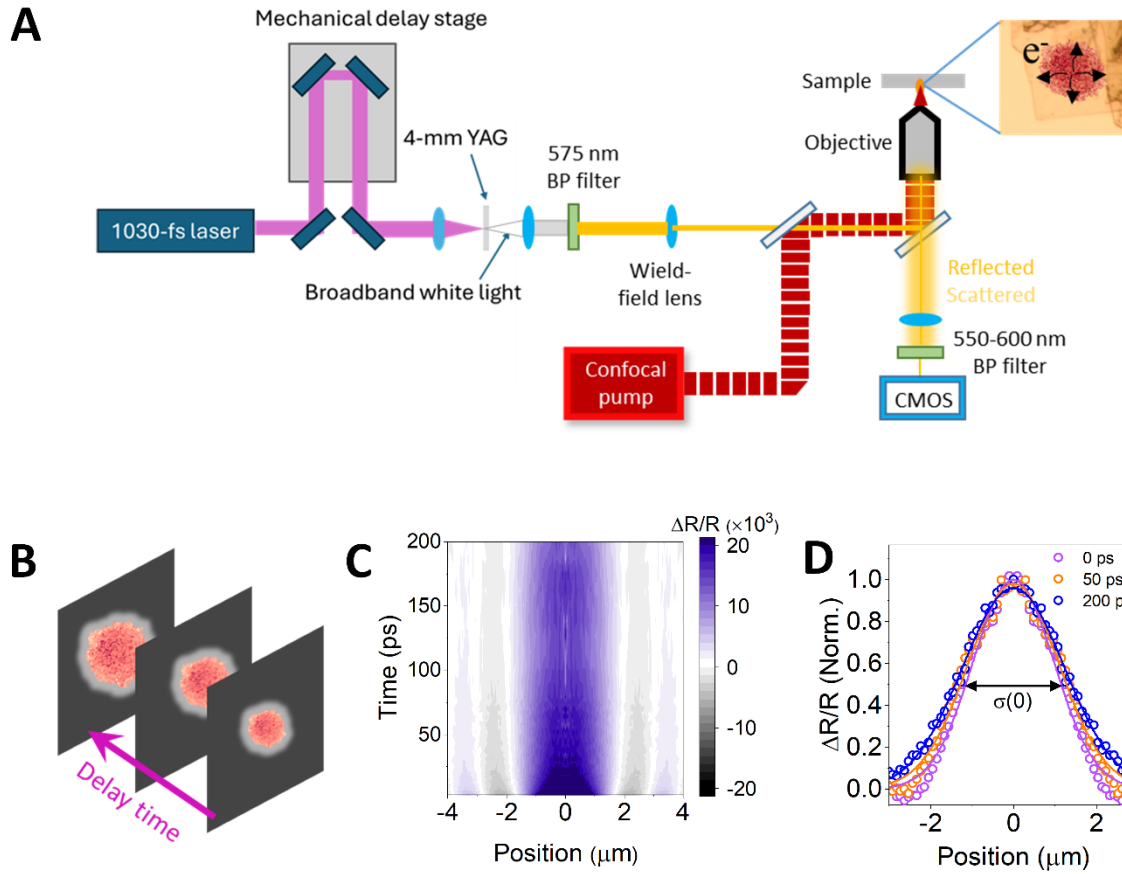 A
Mechanical delay stage
4-mm YAG
575 nm
BP filter
1030-fs laser
Broadband white light
Wield-
field lens
Confocal
pump
Sample
Objective
e-
Reflected
Scattered
550-600 nm
BP filter
CMOS
B
Delay time
C
ΔR/R (×10³)
200
150
100
50
Time (ps)
20
10
0
-10
-20
-4
-2
0
2
4
Position (μm)
D
0 ps
50 ps
200 p
1.0
0.8
0.6
0.4
0.2
0.0
ΔR/R (Norm.)
σ(0)
-2
0
2
Position (μm)